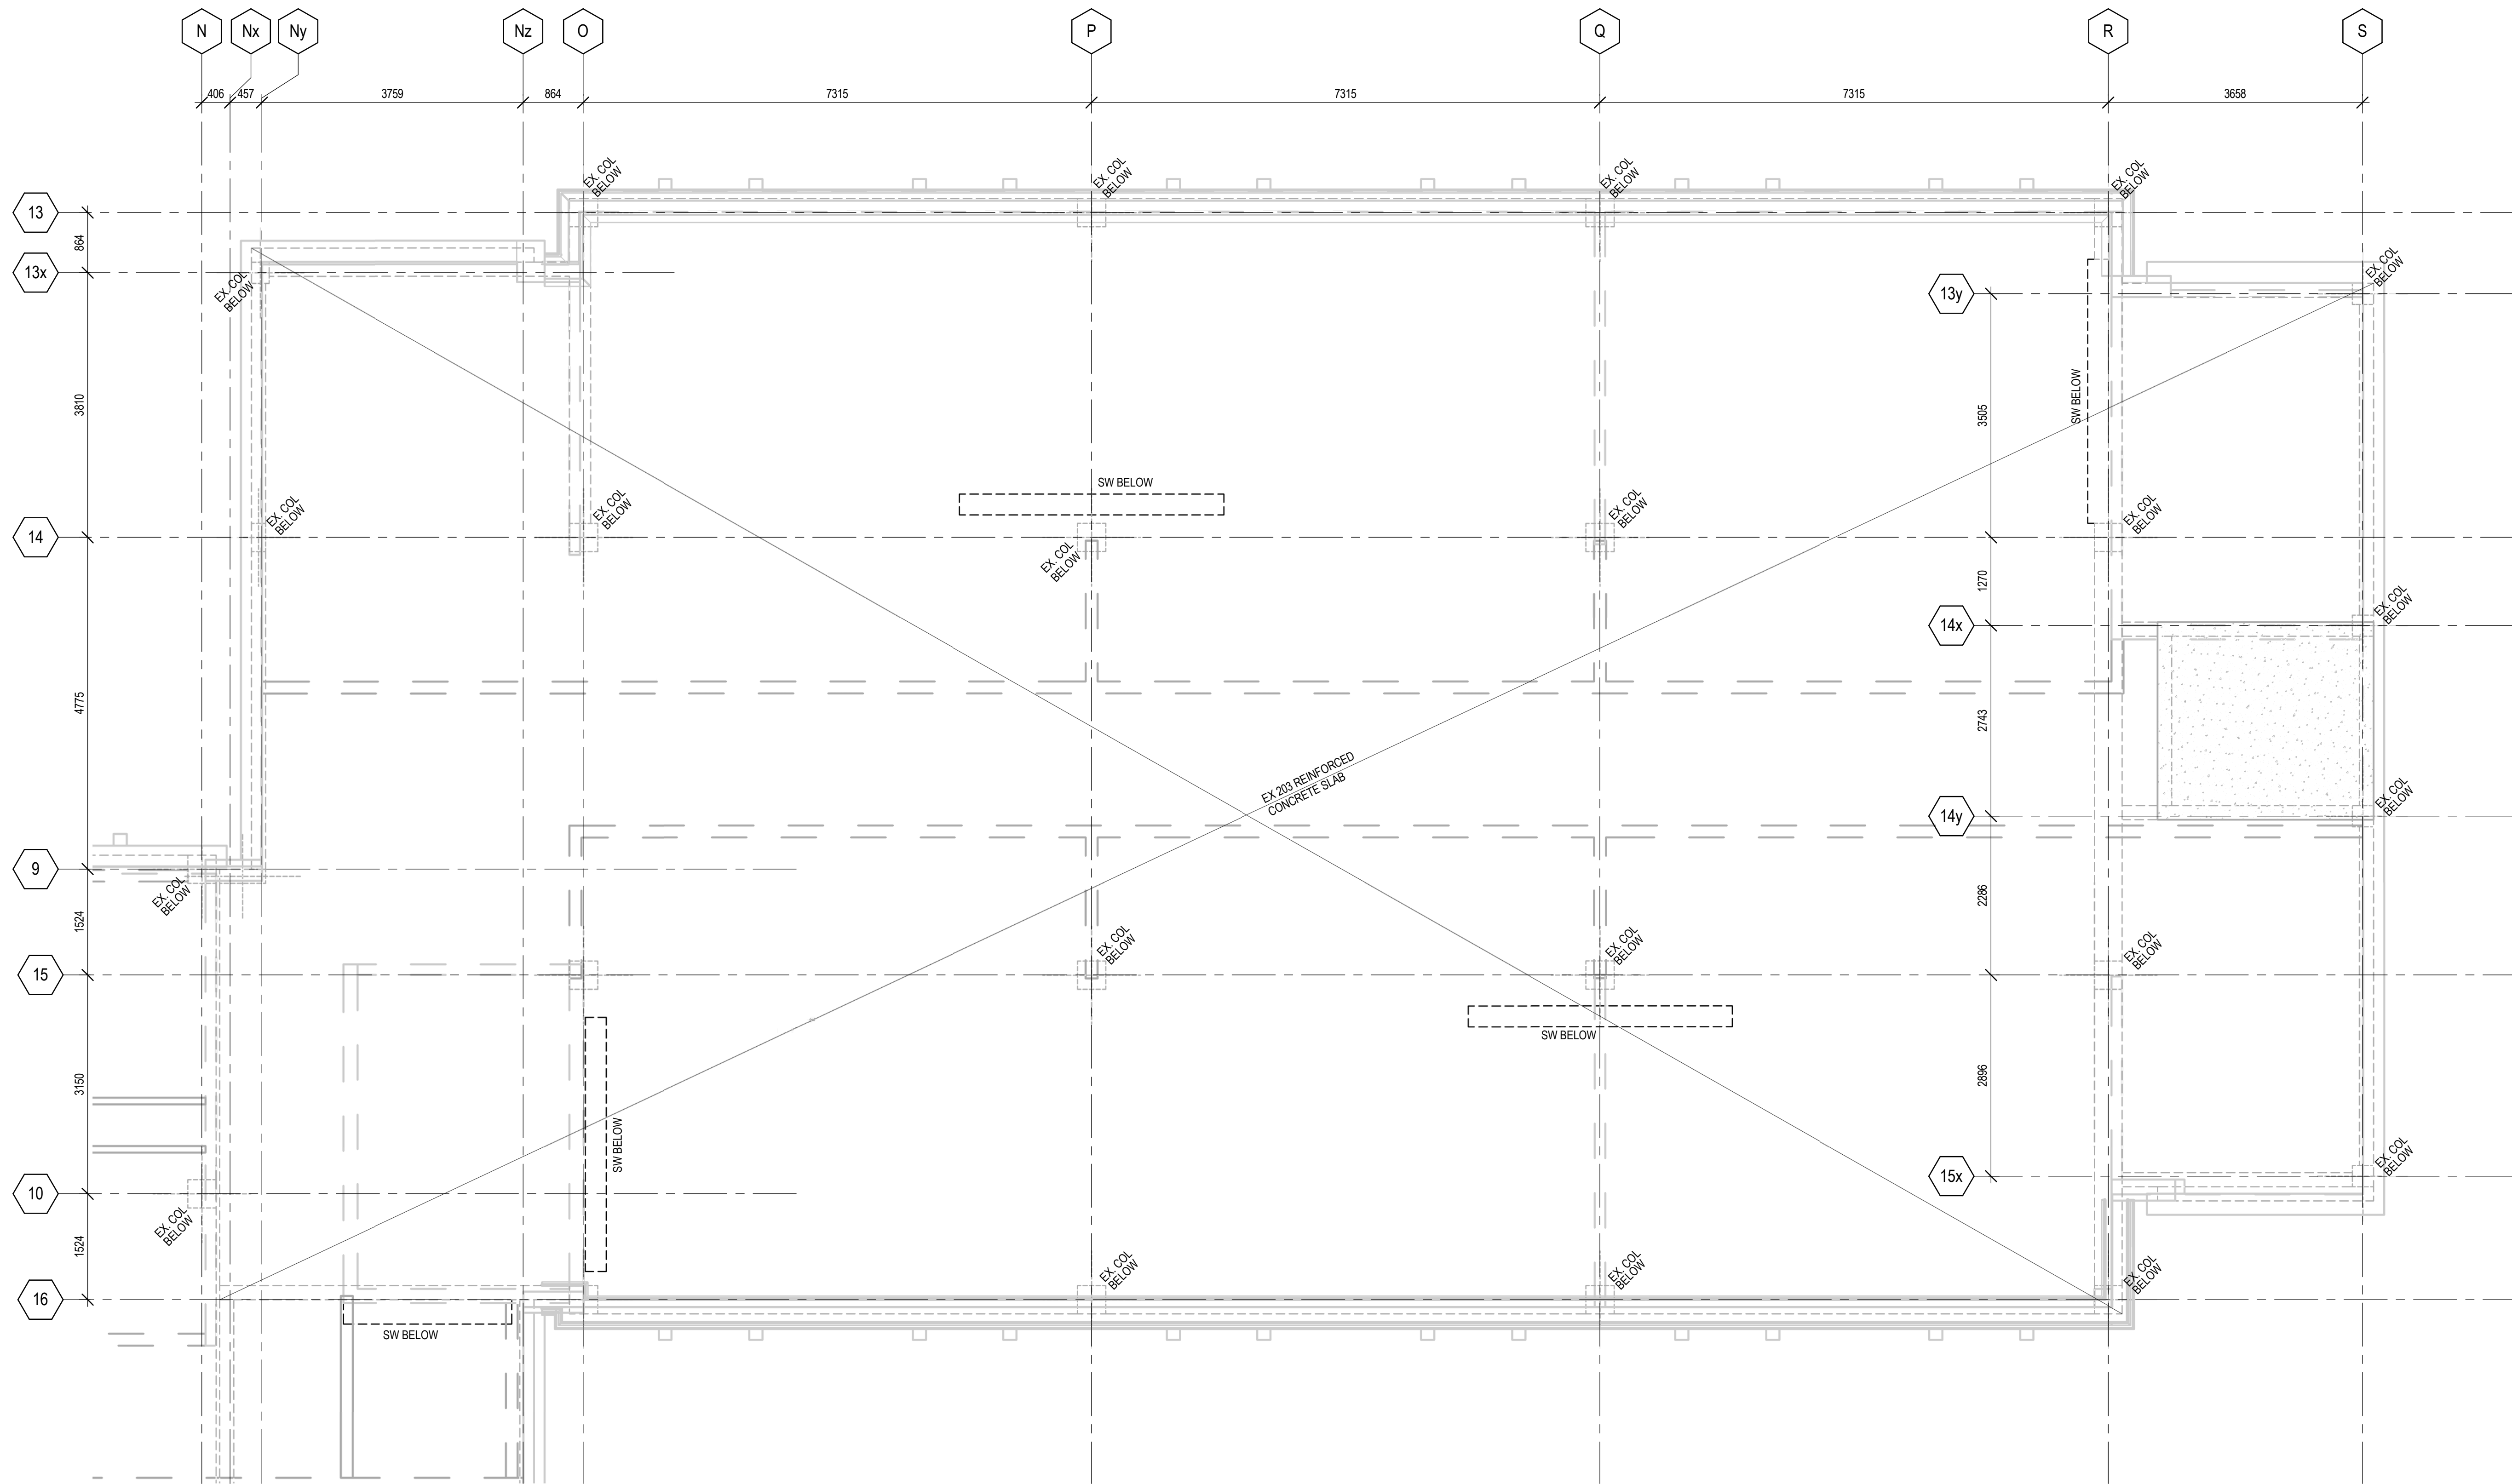 N
Nx
Ny
Nz
O
P
Q
R
S
406
457
3759
864
7315
7315
7315
3658
EX. COL
BELOW
EX. COL
BELOW
EX. COL
BELOW
EX. COL
BELOW
13
864
13x
EX. COL
BELOW
EX. COL
BELOW
13y
3810
SW BELOW
3505
SW BELOW
EX. COL
BELOW
EX. COL
BELOW
EX. COL
BELOW
EX. COL
BELOW
14
EX. COL
BELOW
1270
EX. COL
BELOW
14x
4775
2743
EX 203 REINFORCED
CONCRETE SLAB
EX. COL
BELOW
14y
9
EX. COL
BELOW
2286
1524
EX. COL
BELOW
EX. COL
BELOW
EX. COL
BELOW
15
SW BELOW
3150
SW BELOW
2896
EX. COL
BELOW
15x
10
EX. COL
BELOW
1524
EX. COL
BELOW
EX. COL
BELOW
EX. COL
BELOW
16
SW BELOW